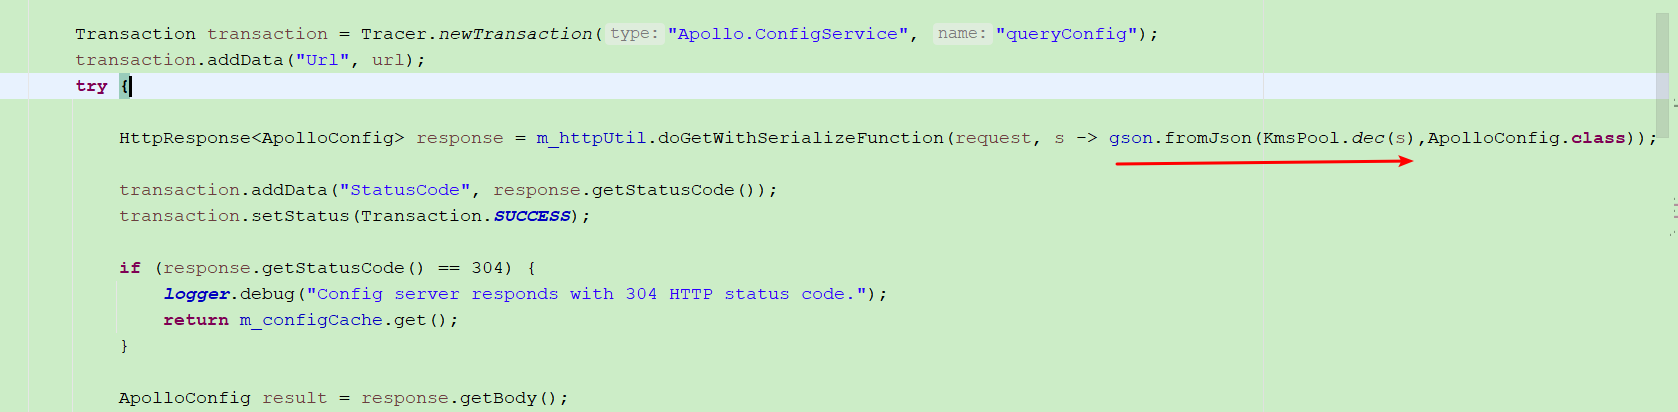 Transaction transaction = Tracer.newTransaction( type: "Apollo.ConfigService", name: "queryConfig");
transaction.addData("Url", url);
try {
HttpResponse<ApolloConfig> response = m_httpUtil.doGetWithSerializeFunction(request, s -> gson.fromJson(KmsPool.dec(s),ApolloConfig.class));
transaction.addData("StatusCode", response.getStatusCode());
transaction.setStatus(Transaction.SUCCESS);
if (response.getStatusCode() == 304) {
logger.debug("Config server responds with 304 HTTP status code.");
return m_configCache.get();
}
ApolloConfig result = response.getBody();